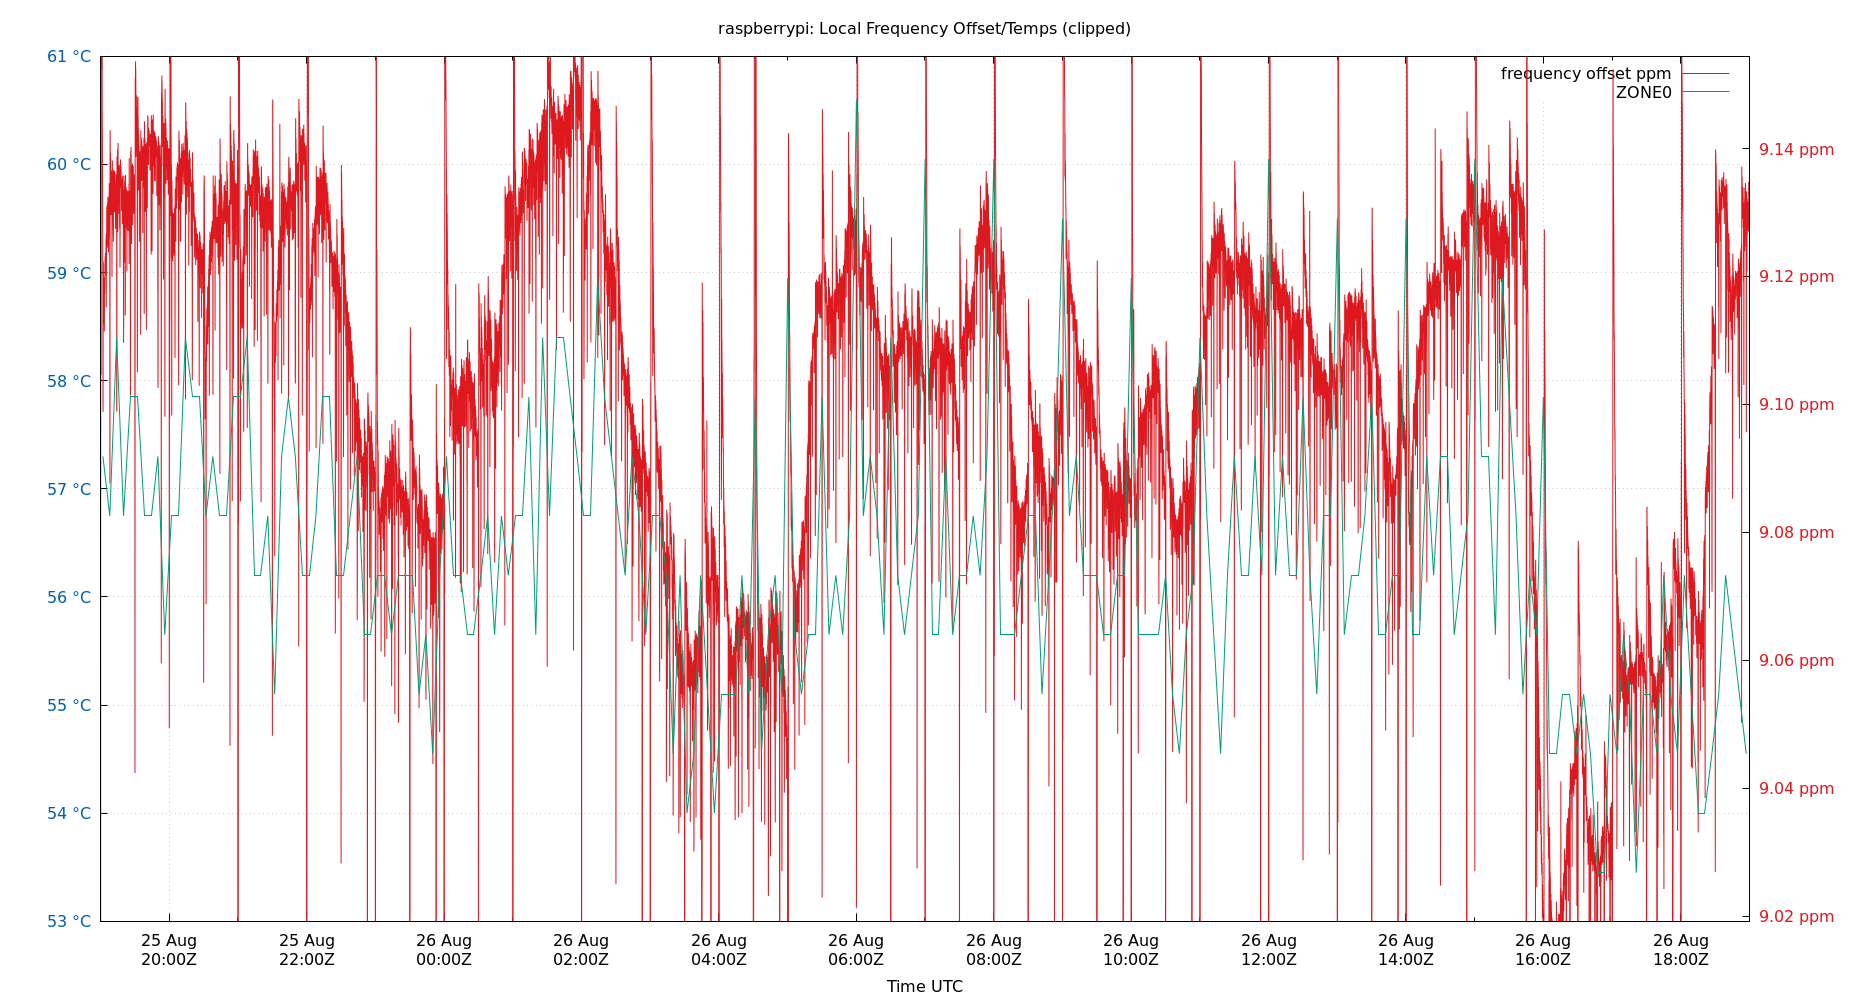 raspberrypi: Local Frequency Offset/Temps (clipped)
61 °C
60 °C
59 °C
58 °C
57 °C
56 °C
55 °C
54 °C
53 °C
frequency offset ppm
ZONE0
9.14 ppm
9.12 ppm
9.10 ppm
9.08 ppm
9.06 ppm
9.04 ppm
9.02 ppm
25 Aug 25 Aug 26 Aug 26 Aug 26 Aug 26 Aug 26 Aug 26 Aug 26 Aug 26 Aug 26 Aug 26 Aug
20:00Z 22:00Z 00:00Z 02:00Z 04:00Z 06:00Z 08:00Z 10:00Z 12:00Z 14:00Z 16:00Z 18:00Z
Time UTC